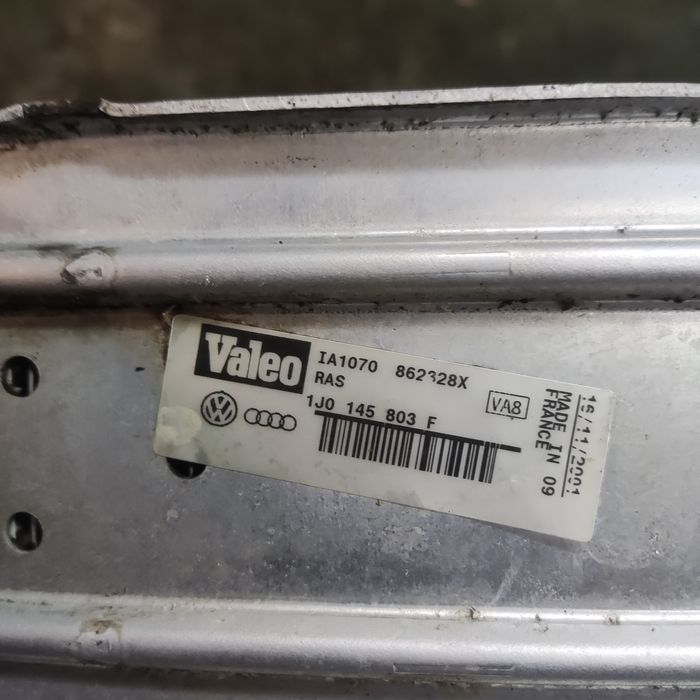 Valeo
IA1070 862328X
RAS
VA8
1J0 145 803 F
MADE IN 09
FRANCE